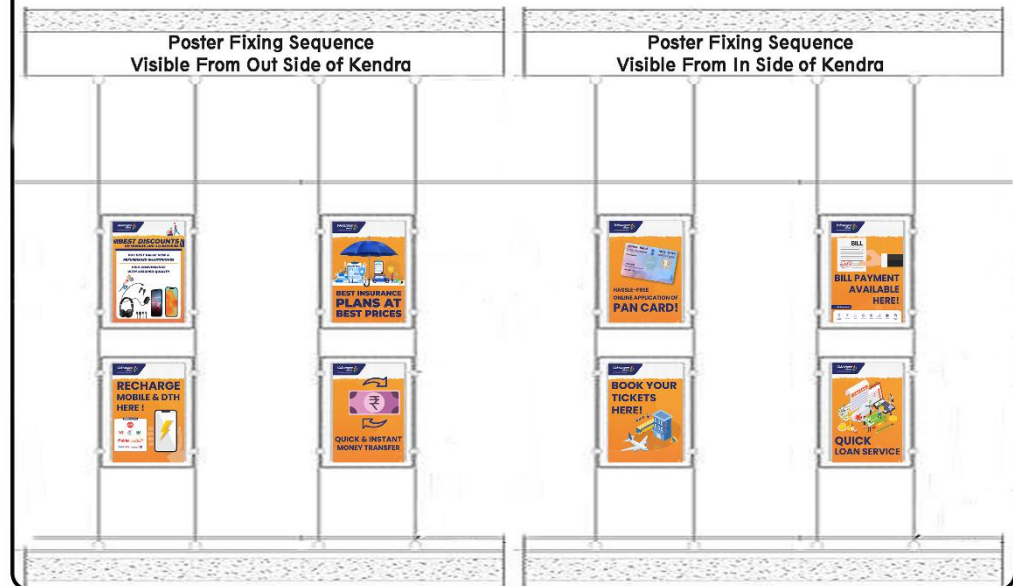 Poster Fixing Sequence
Visible From Out Side of Kendra
Poster Fixing Sequence
Visible From In Side of Kendra
BEST DISCOUNTS
BEST INSURANCE
PLANS AT
BEST PRICES
RECHARGE
MOBILE & DTH
HERE !
QUICK & INSTANT
MONEY TRANSFER
HASSLE-FREE
ONLINE APPLICATION OF
PAN CARD!
BILL
BILL PAYMENT
AVAILABLE
HERE!
BOOK YOUR
TICKETS
HERE!
QUICK
LOAN SERVICE